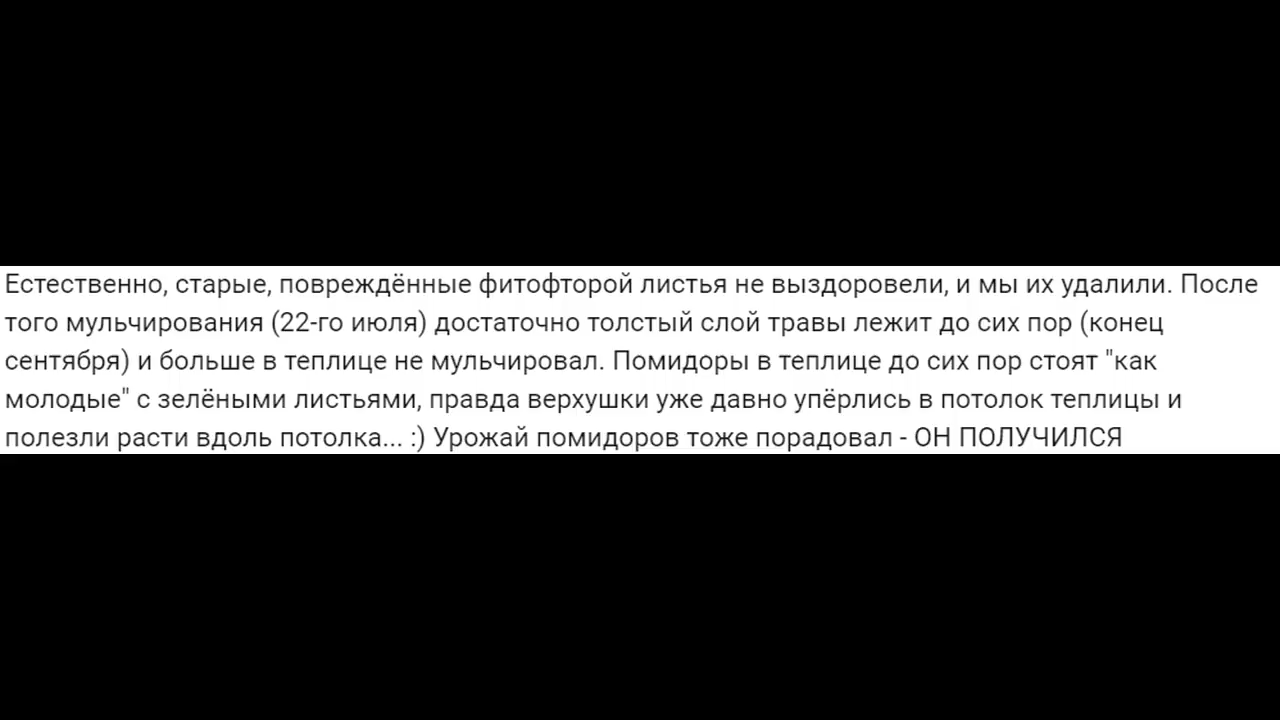 Естественно, старые, повреждённые фитофторой листья не выздоровели, и мы их удалили. После
того мульчирования (22-го июля) достаточно толстый слой травы лежит до сих пор (конец
сентября) и больше в теплице не мульчировал. Помидоры в теплице до сих пор стоят "как
молодые" с зелёными листьями, правда верхушки уже давно упёрлись в потолок теплицы и
полезли расти вдоль потолка... :) Урожай помидоров тоже порадовал - ОН ПОЛУЧИЛСЯ